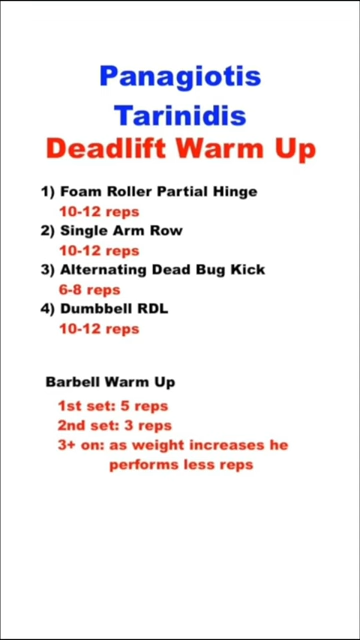 Panagiotis
Tarinidis
Deadlift Warm Up
1) Foam Roller Partial Hinge
10-12 reps
2) Single Arm Row
10-12 reps
3) Alternating Dead Bug Kick
6-8 reps
4) Dumbbell RDL
10-12 reps
Barbell Warm Up
1st set: 5 reps
2nd set: 3 reps
3+ on: as weight increases he
performs less reps